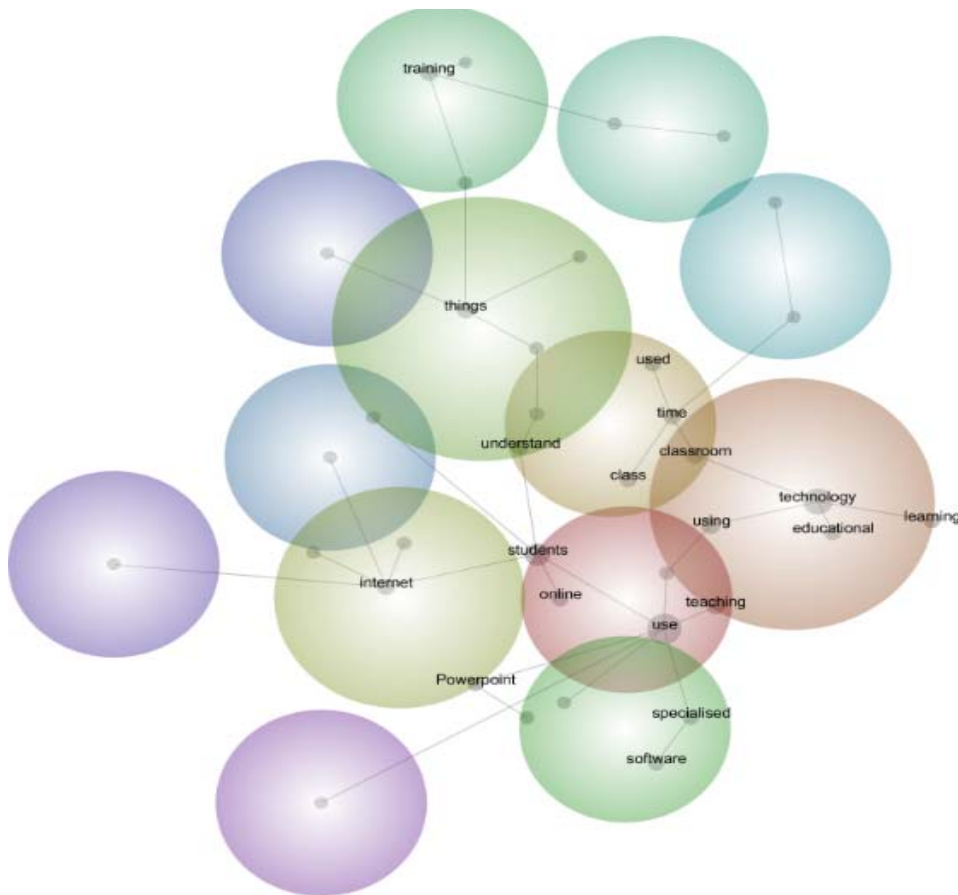 training
things
used
time
understand
classroom
class
technology
learning
using
educational
students
internet
online
teaching
use
Powerpoint
specialised
software